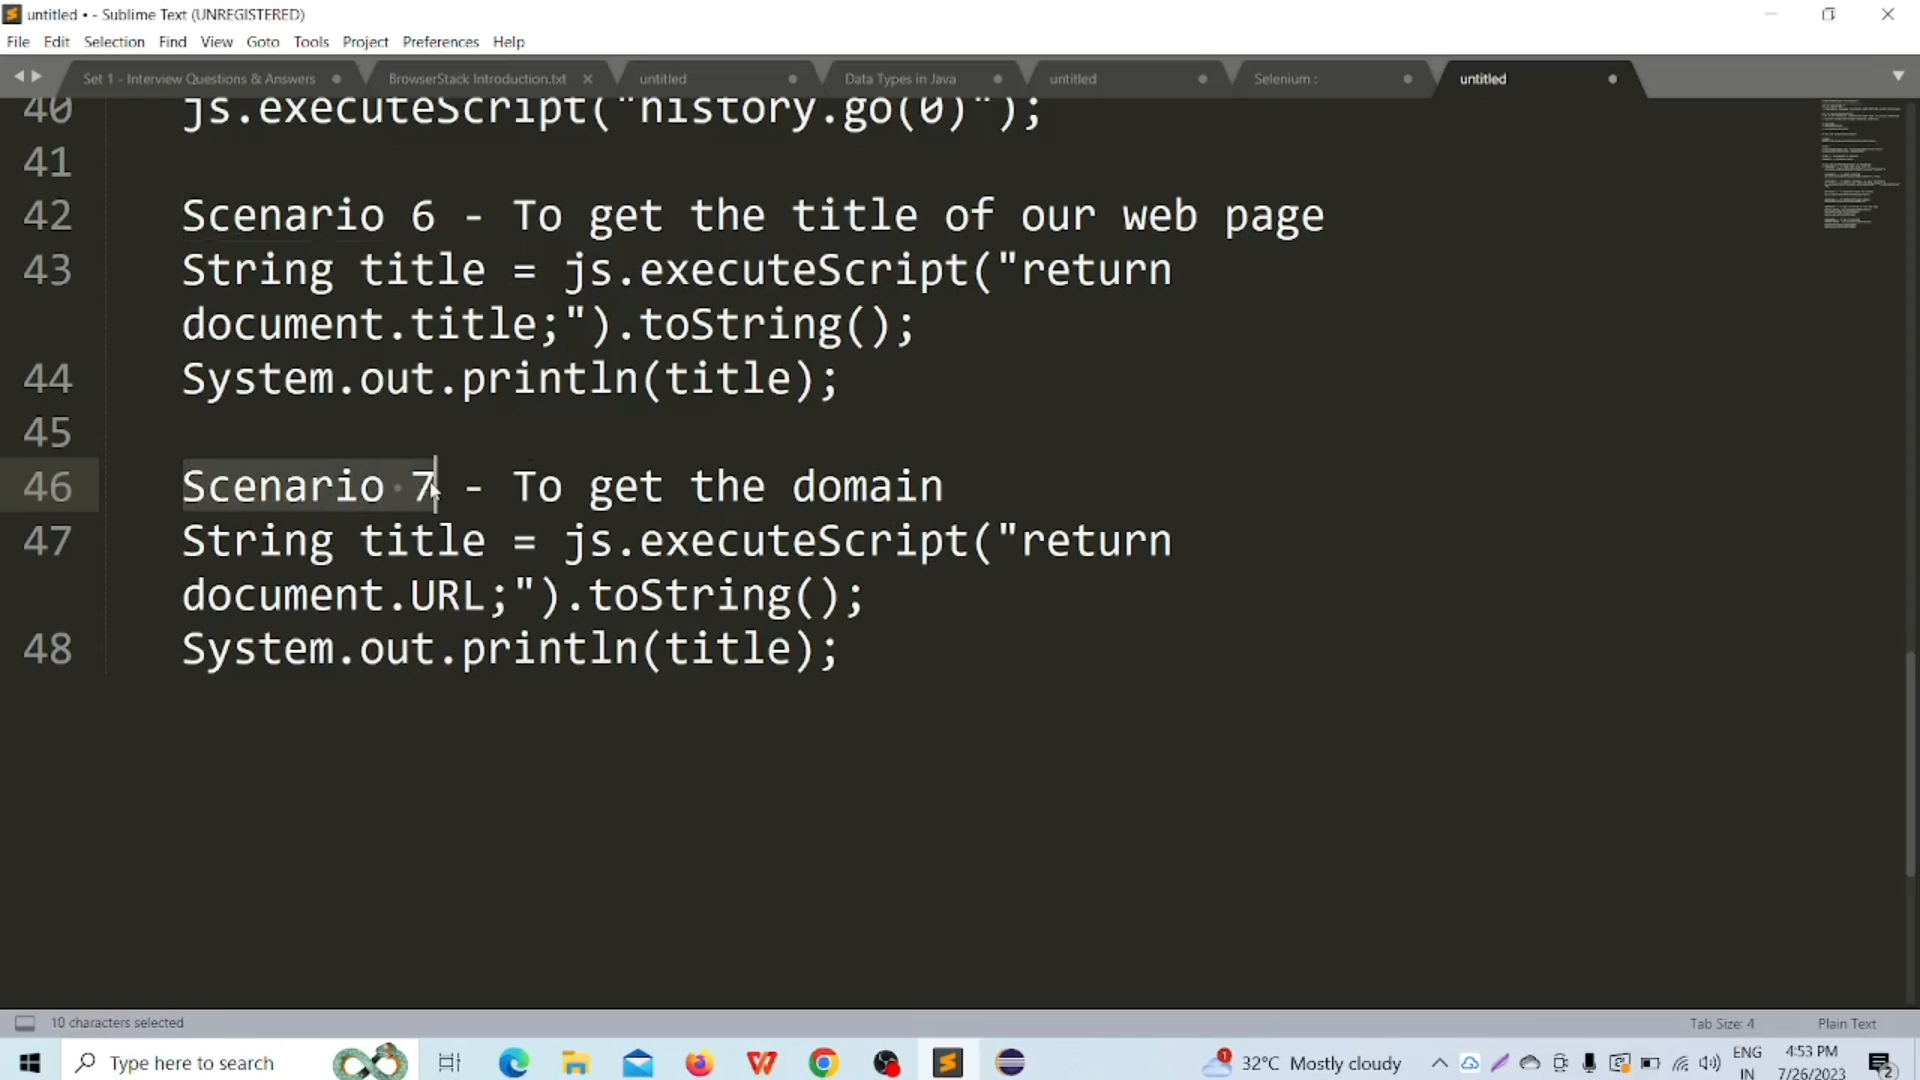 untitled • - Sublime Text (UNREGISTERED)
File Edit Selection Find View Goto Tools Project Preferences Help
Set 1 - Interview Questions & Answers BrowserStack Introduction.txt untitled Data Types in Java untitled Selenium : untitled
40 js.executeScript("history.go(0)");
41
42 Scenario 6 - To get the title of our web page
43 String title = js.executeScript("return
document.title;").toString();
44 System.out.println(title);
45
46 Scenario 7 - To get the domain
47 String title = js.executeScript("return
document.URL;").toString();
48 System.out.println(title);
10 characters selected Tab Size: 4 Plain Text
Type here to search 1 32°C Mostly cloudy ENG 4:53 PM
IN 7/26/2023 2